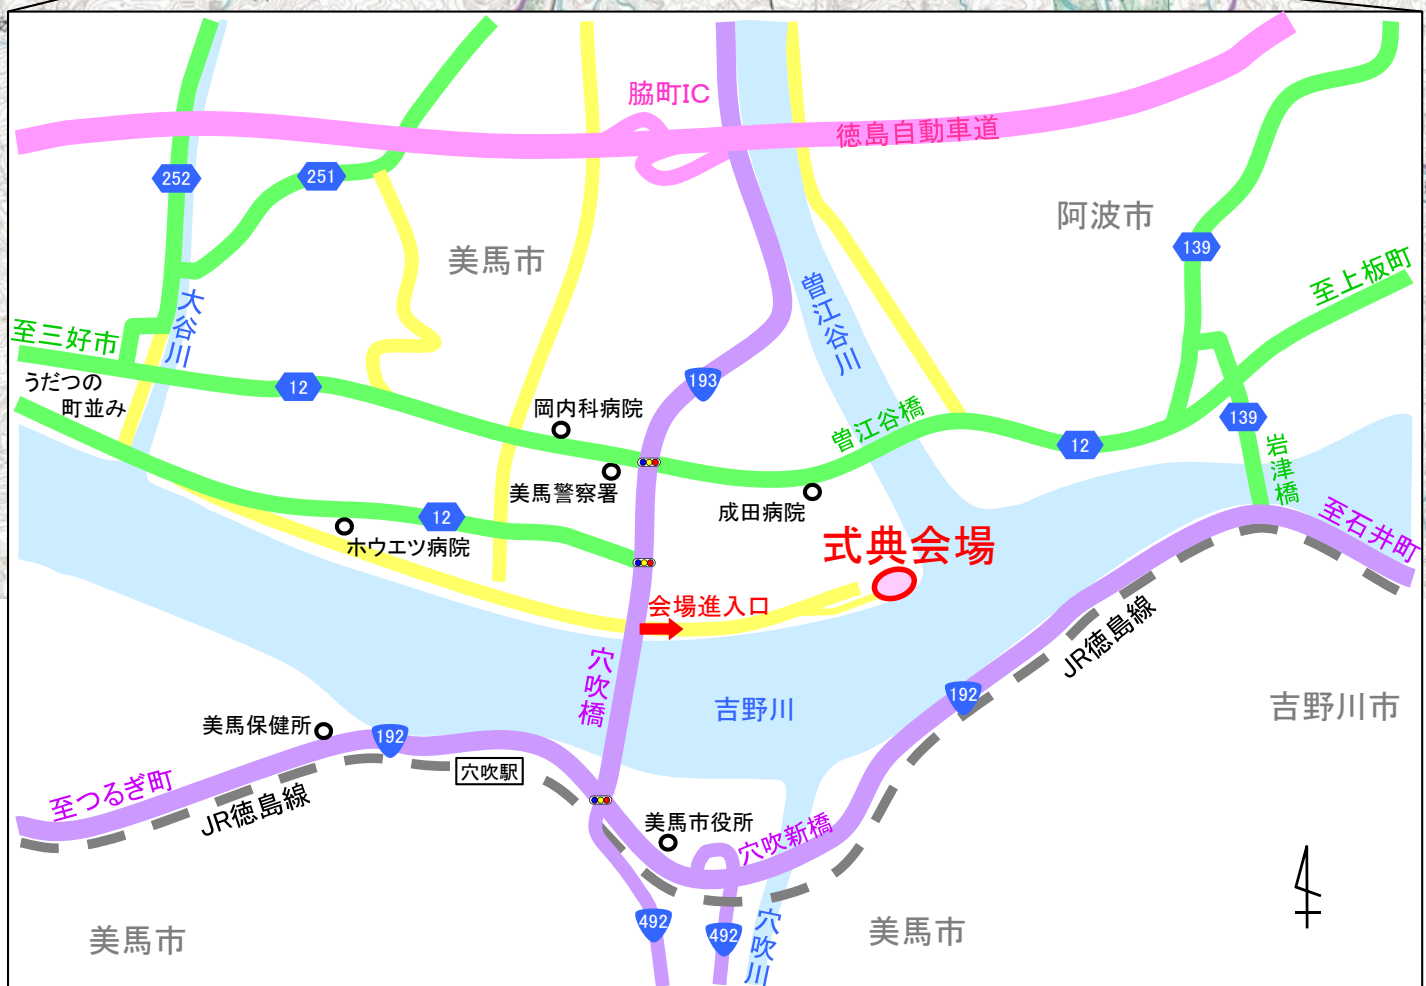 脇町IC
徳島自動車道
252
251
阿波市
139
美馬市
至上板町
大谷川
曽江谷川
至三好市
193
うだつの
町並み
12
岡内科病院
曽江谷橋
139
12
岩津橋
美馬警察署
成田病院
12
至石井町
ホウエツ病院
式典会場
会場進入口
JR徳島線
穴吹橋
192
吉野川
吉野川市
美馬保健所
192
穴吹駅
至つるぎ町
JR徳島線
美馬市役所
穴吹新橋
492
492
穴吹川
美馬市
美馬市